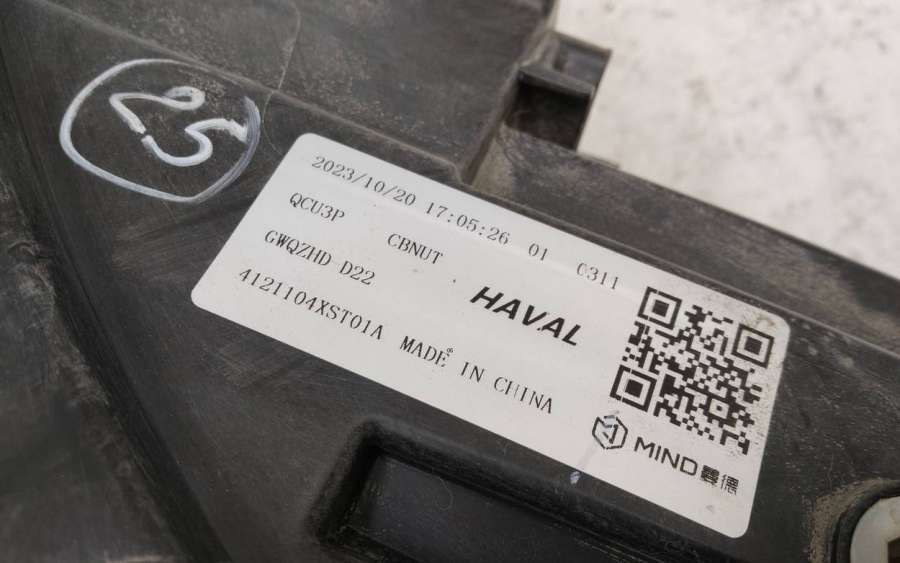 25
2023/10/20 17:05:26 01 0311
QCU3P CBNUT
GWQZHD D22
HAVAL
4121104XST01A MADE IN CHINA
MIND 曼德